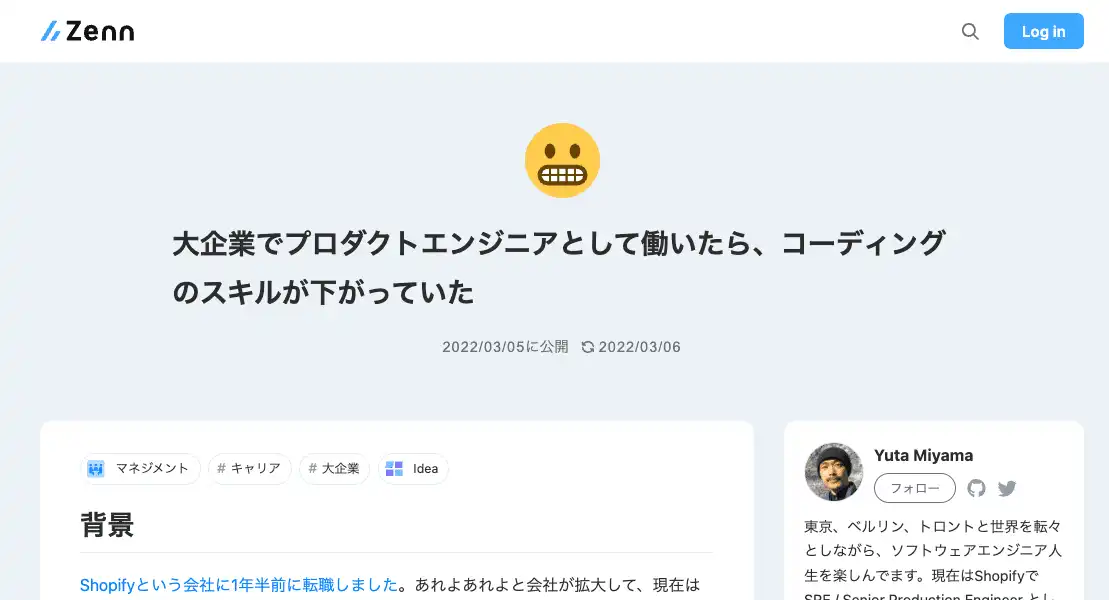 Zenn
Log in
大企業でプロダクトエンジニアとして働いたら、コーディング
のスキルが下がっていた
2022/03/05に公開 2022/03/06
マネジメント # キャリア # 大企業 Idea
背景
Shopifyという会社に1年半前に転職しました。あれよあれよと会社が拡大して、現在は
Yuta Miyama
フォロー
東京、ベルリン、トロントと世界を転々
としながら、ソフトウェアエンジニア人
生を楽しんでます。現在はShopifyで
SRE / Senior Production Engineer とし